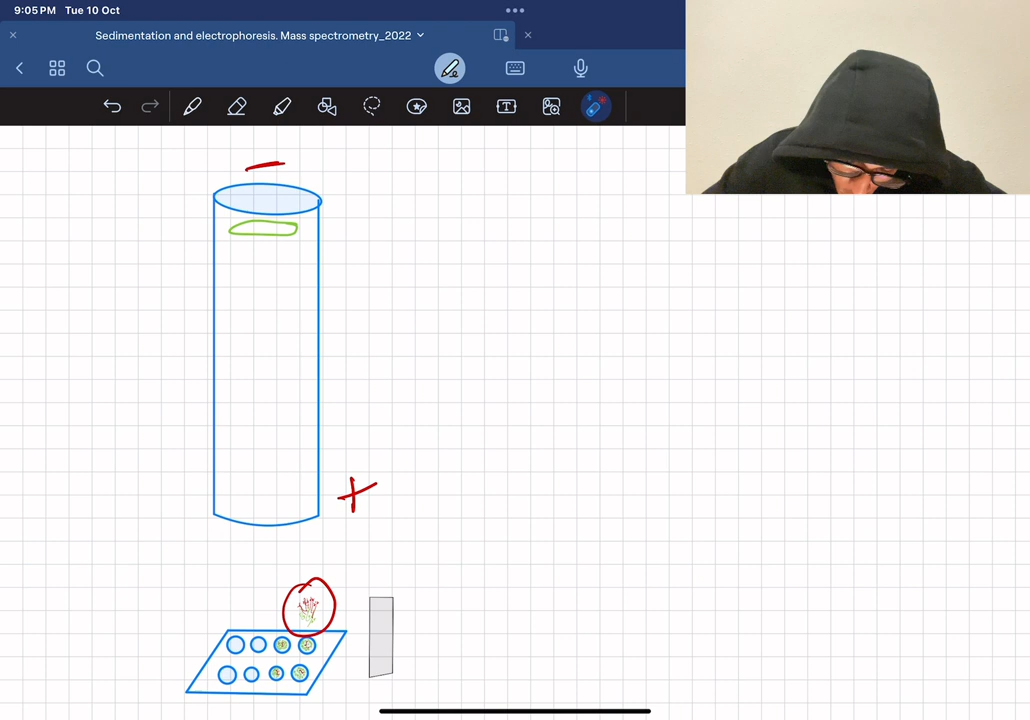 9:05 PM Tue 10 Oct
Sedimentation and electrophoresis. Mass spectrometry_2022
T
−
+